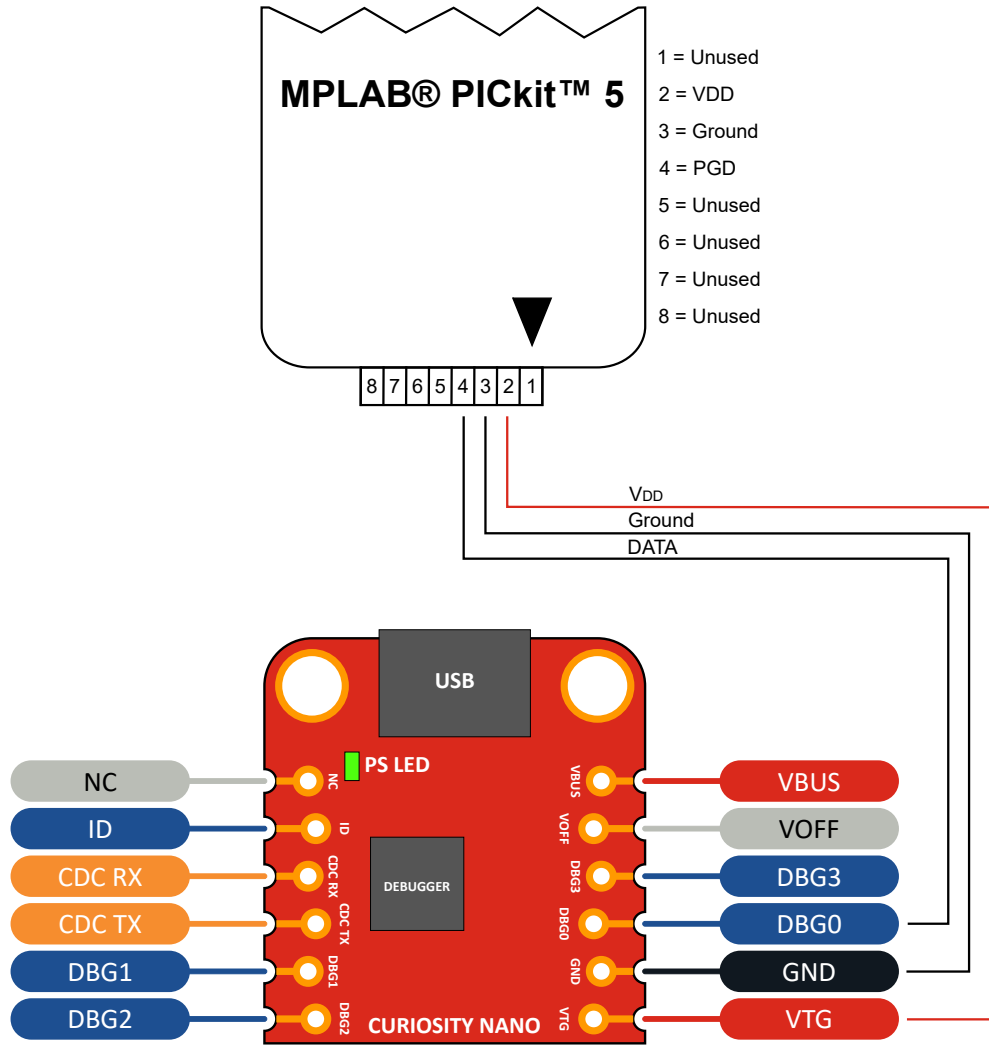 MPLAB® PICkit™ 5
1 = Unused
2 = VDD
3 = Ground
4 = PGD
5 = Unused
6 = Unused
7 = Unused
8 = Unused
8 7 6 5 4 3 2 1
VDD
Ground
DATA
USB
PS LED
NC
NC
VBUS
VBUS
ID
ID
VOFF
VOFF
CDC RX
CDC RX
DEBUGGER
DBG3
DBG3
CDC TX
CDC TX
DBG0
DBG0
DBG1
DBG1
GND
GND
DBG2
DBG2
CURIOSITY NANO
VTG
VTG